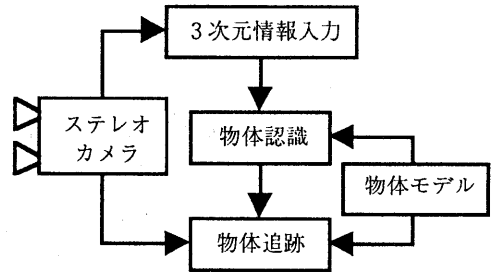 ３次元情報入力
ステレオ
カメラ
物体認識
物体モデル
物体追跡